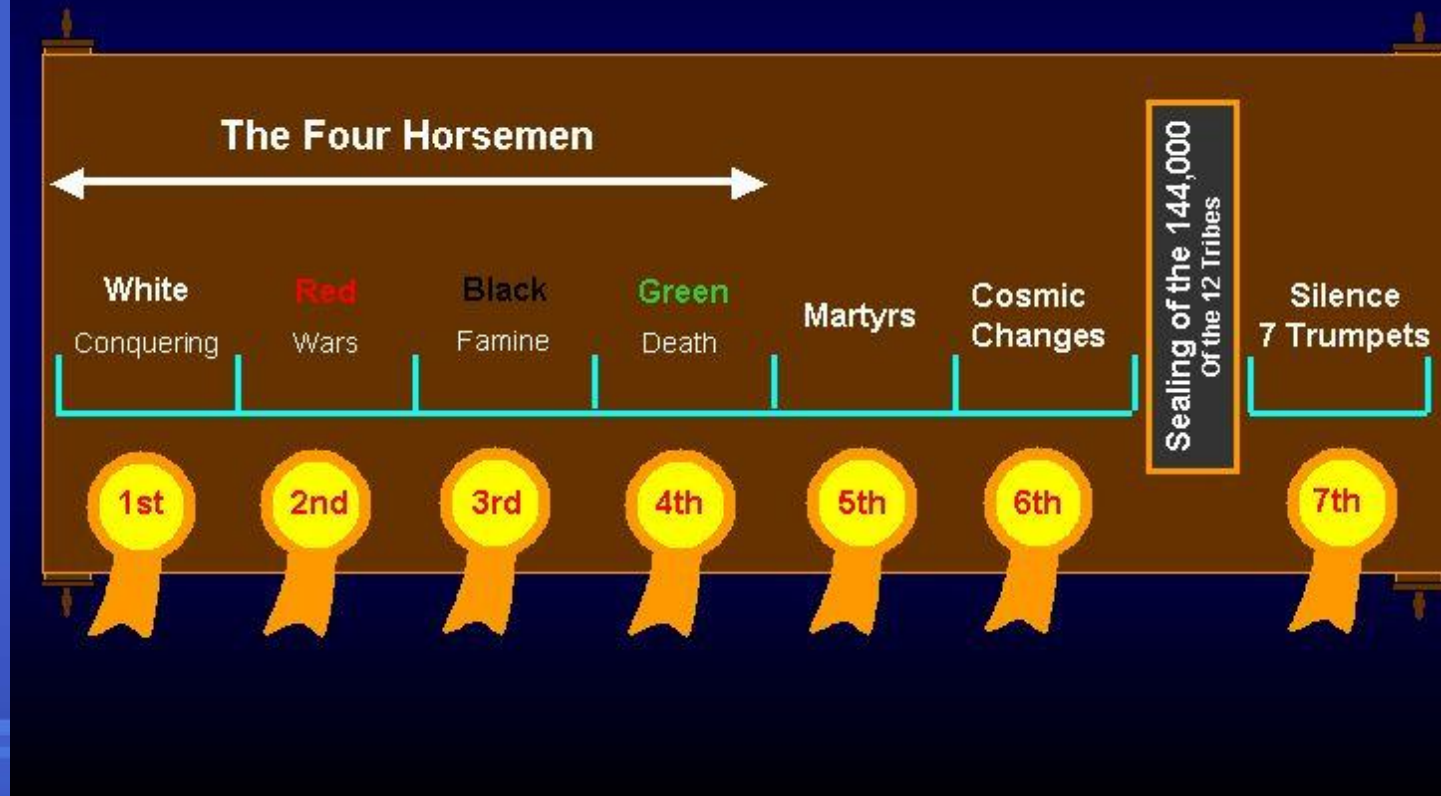 The Four Horsemen
White
Conquering
Red
Wars
Black
Famine
Green
Death
Martyrs
Cosmic
Changes
Sealing of the 144,000
Of the 12 Tribes
Silence
7 Trumpets
1st
2nd
3rd
4th
5th
6th
7th